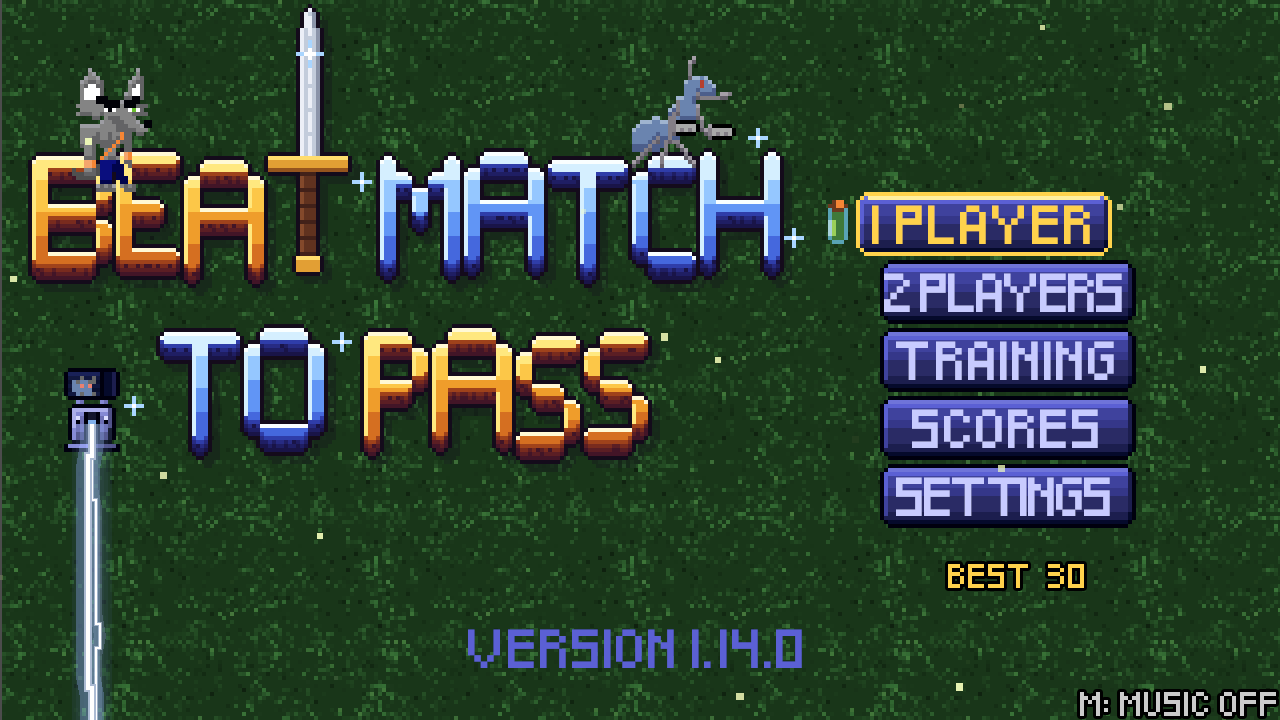 BEAT MATCH
TO PASS
1 PLAYER
2 PLAYERS
TRAINING
SCORES
SETTINGS
BEST 30
VERSION 1.14.0
M: MUSIC OFF